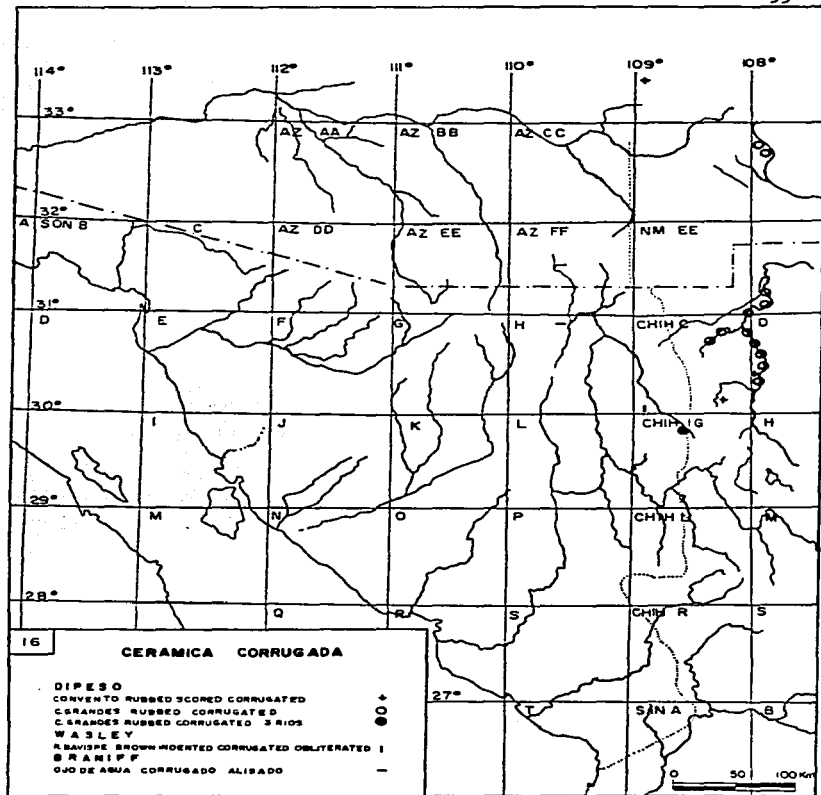 114° 113° 112° 111° 110° 109° 108°
33° AZ AA AZ BB AZ CC
32° A SON B C AZ DD AZ EE AZ FF NM EE
31° D E F G H CHIH C D
30° I J K L CHIH G H
29° M N O P CHIH L M
28° Q R S CHIH R S
16
CERAMICA CORRUGADA
DIPESO
CONVENTO RUBBED SCORED CORRUGATED +
C.GRANDES RUBBED CORRUGATED
C.GRANDES RUBBED CORRUGATED 3 RIOS
27° T SIN A B
WASLEY
R.BAVISPE BROWN INDENTED CORRUGATED OBLITERATED I
BRANIFF
OJO DE AGUA CORRUGADO ALISADO —
0 50 100 Km